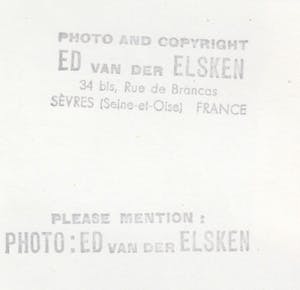 PHOTO AND COPYRIGHT
ED VAN DER ELSKEN
34 bis, Rue de Brancas
SÈVRES (Seine-et-Oise) FRANCE
PLEASE MENTION :
PHOTO : ED VAN DER ELSKEN